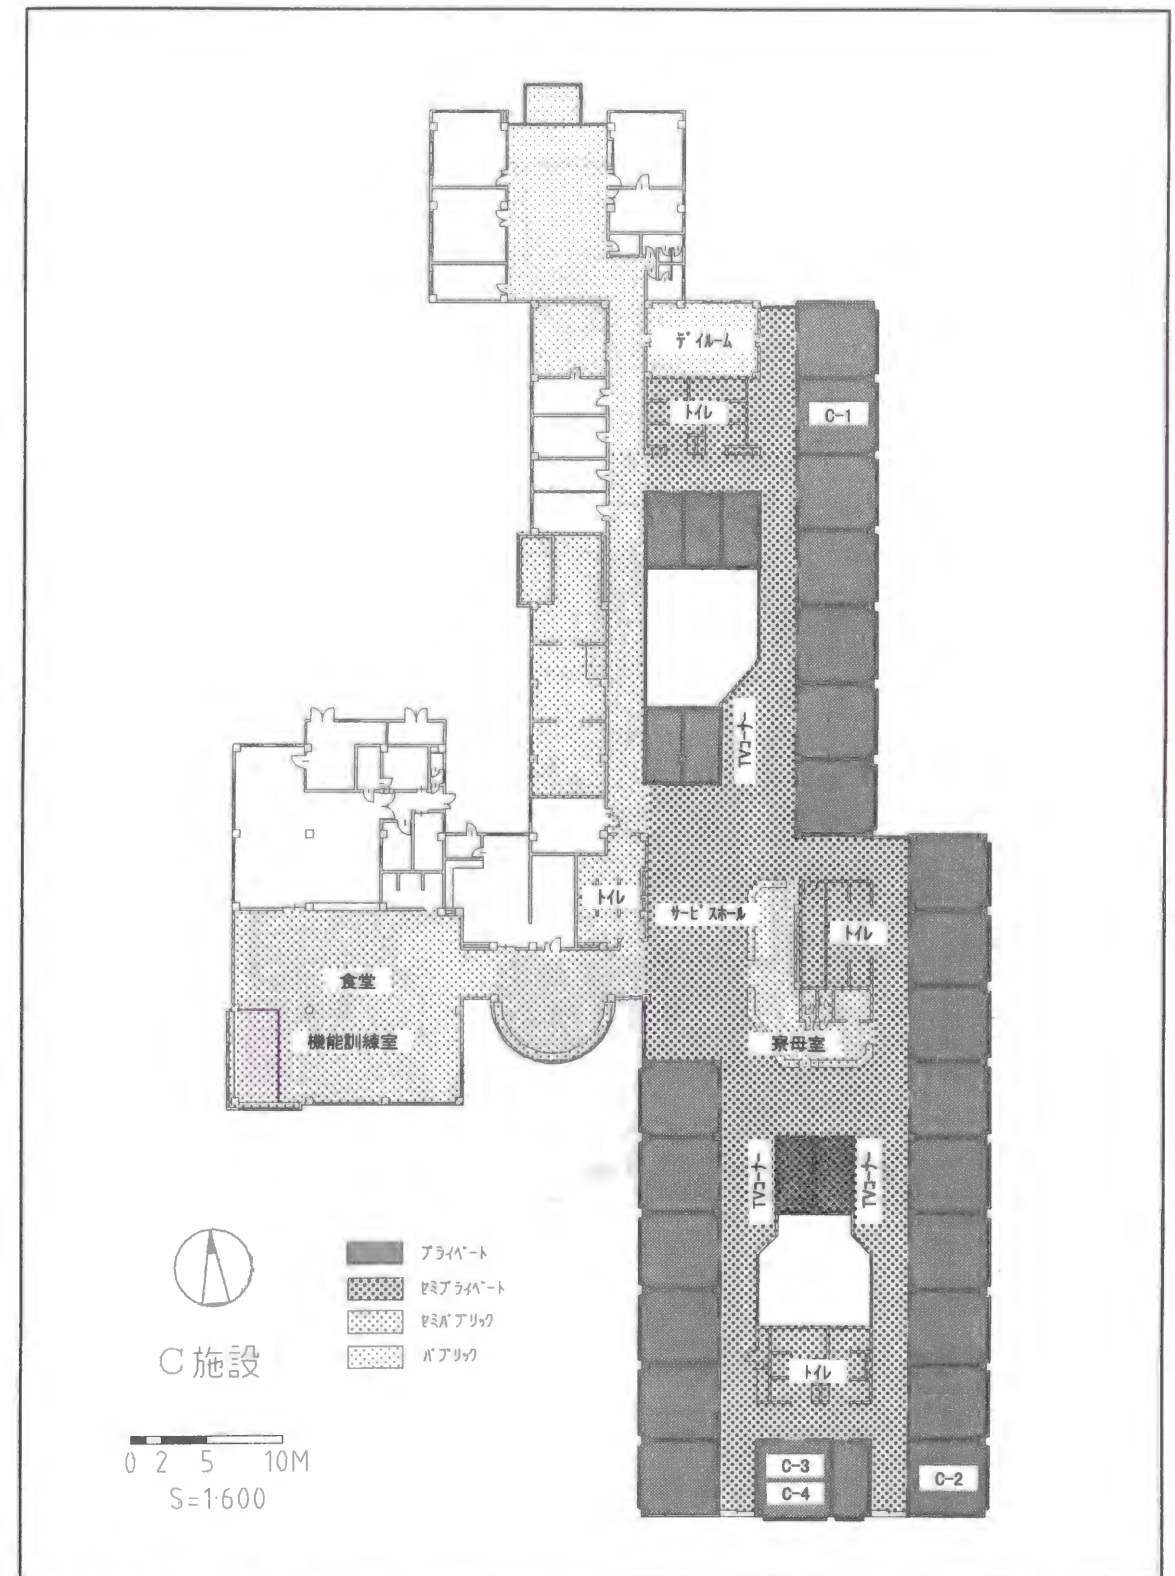 デイルーム
トイレ
C-1
TVコーナー
トイレ
サービスホール
トイレ
食堂
機能訓練室
寮母室
TVコーナー
TVコーナー
プライベート
セミプライベート
セミパブリック
パブリック
C施設
トイレ
0 2 5 10M
S=1:600
C-3
C-4
C-2